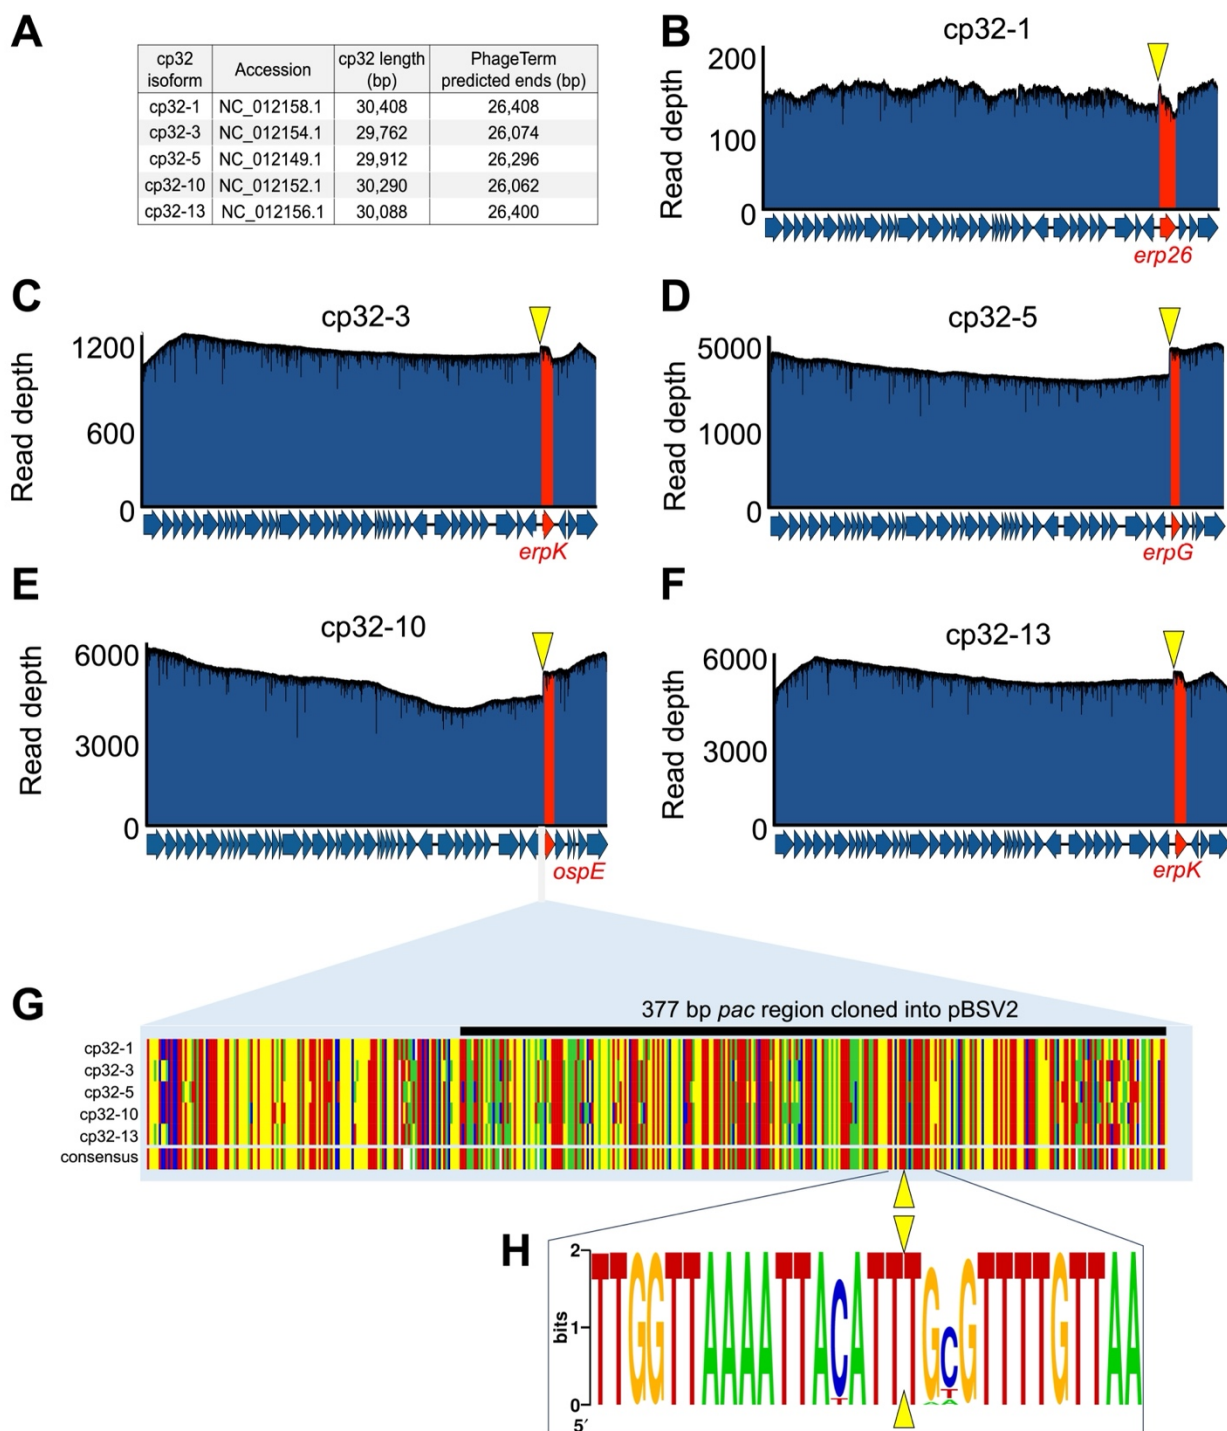 A
cp32 isoform | Accession | cp32 length (bp) | PhageTerm predicted ends (bp)
cp32-1 | NC_012158.1 | 30,408 | 26,408
cp32-3 | NC_012154.1 | 29,762 | 26,074
cp32-5 | NC_012149.1 | 29,912 | 26,296
cp32-10 | NC_012152.1 | 30,290 | 26,062
cp32-13 | NC_012156.1 | 30,088 | 26,400
B
cp32-1
Read depth
200
100
0
erp26
C
cp32-3
Read depth
1200
600
0
erpK
D
cp32-5
Read depth
5000
1000
0
erpG
E
cp32-10
Read depth
6000
3000
0
ospE
F
cp32-13
Read depth
6000
3000
0
erpK
G
377 bp pac region cloned into pBSV2
cp32-1
cp32-3
cp32-5
cp32-10
cp32-13
consensus
H
bits
2
1
0
5′
TTGGTTAAAATTACATTTGCGTTTTGTTAA